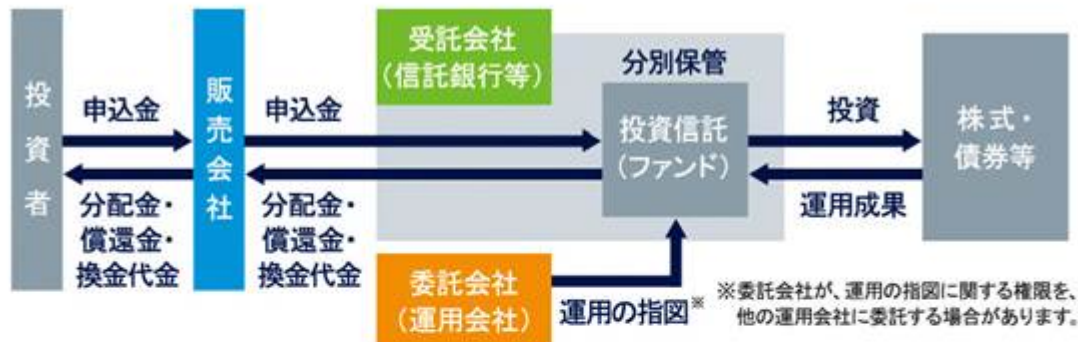 投資者
申込金
分配金・
償還金・
換金代金
販売会社
申込金
分配金・
償還金・
換金代金
受託会社
（信託銀行等）
分別保管
投資信託
（ファンド）
委託会社
（運用会社）
運用の指図※
投資
運用成果
株式・
債券等
※委託会社が、運用の指図に関する権限を、
他の運用会社に委託する場合があります。